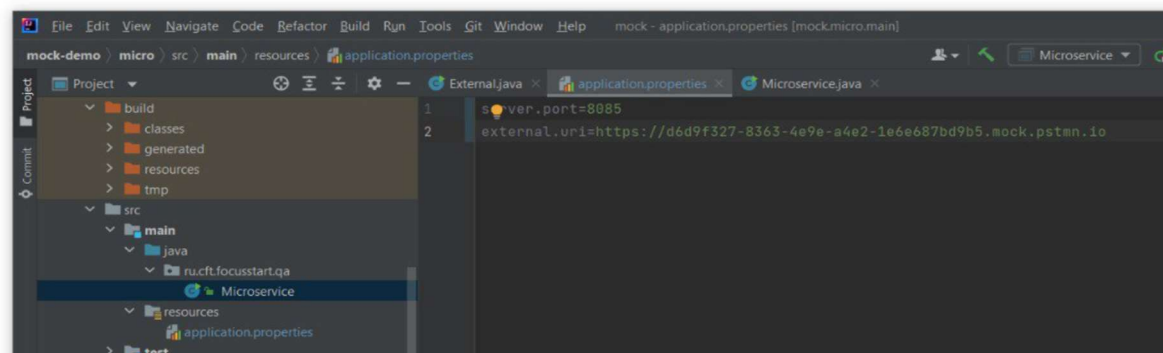 File Edit View Navigate Code Refactor Build Run Tools Git Window Help mock - application.properties [mock.micro.main]
mock-demo micro src main resources application.properties Microservice
Project Project External.java application.properties Microservice.java
build
classes
generated
resources
tmp
src
main
java
ru.cft.focusstart.qa
Microservice
resources
application.properties
test
Commit
1 server.port=8085
2 external.uri=https://d6d9f327-8363-4e9e-a4e2-1e6e687bd9b5.mock.pstmn.io